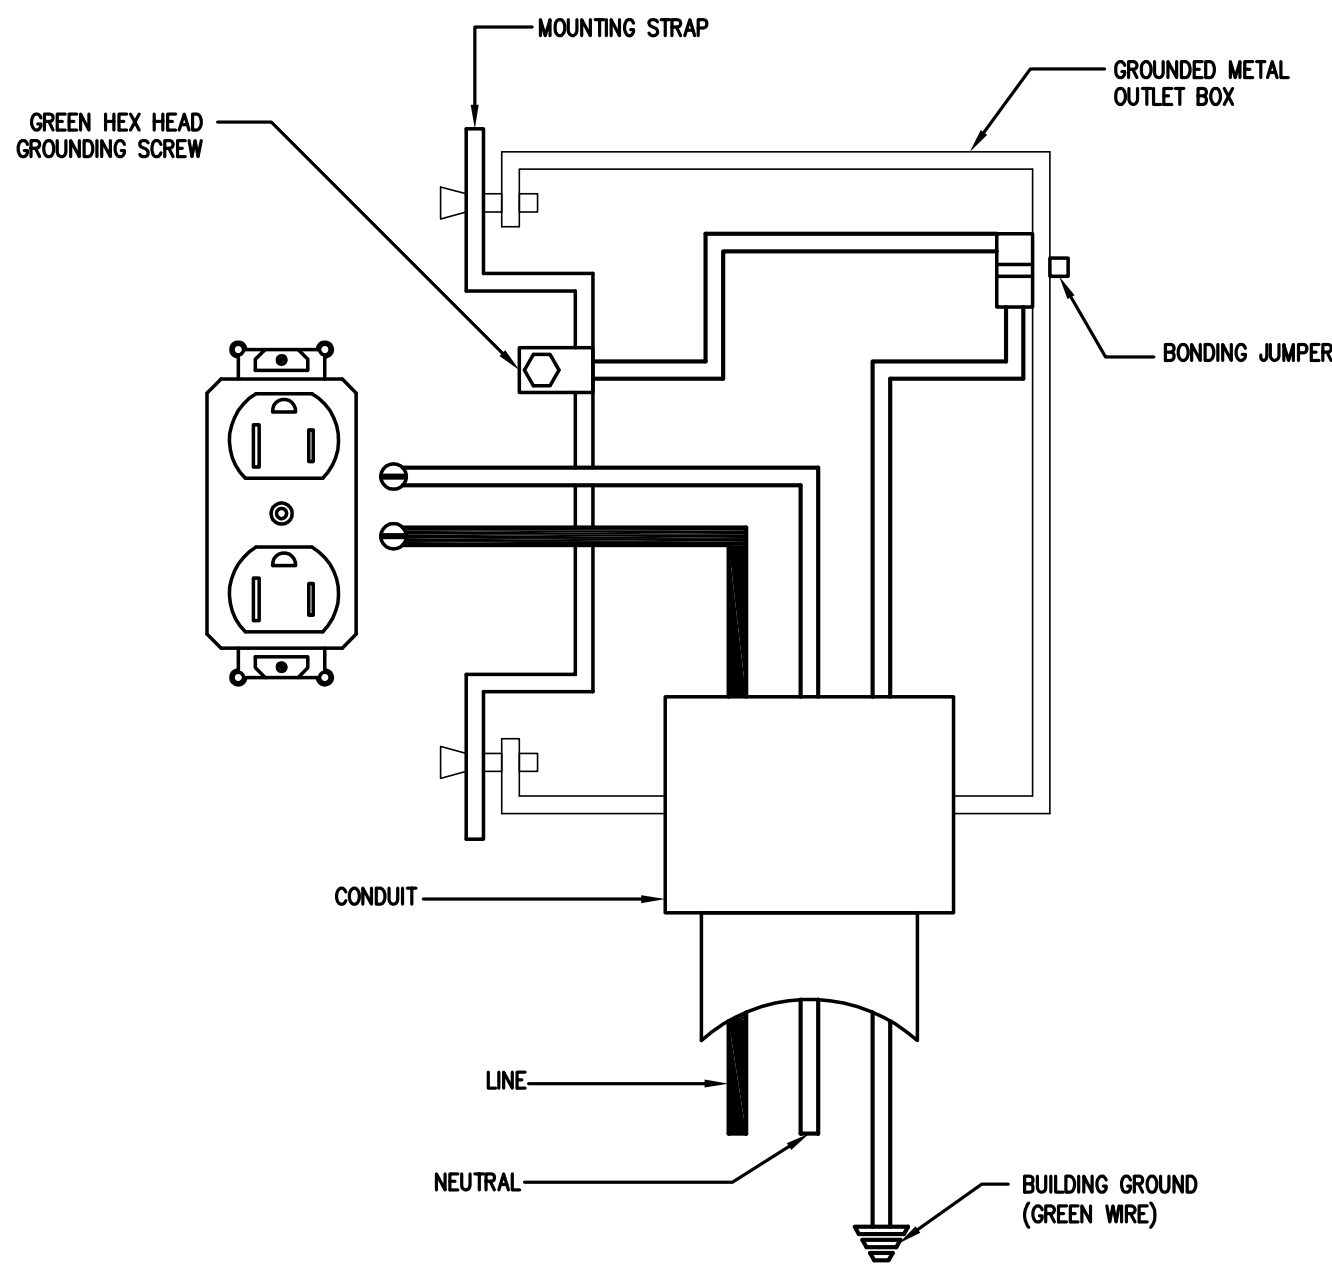 MOUNTING STRAP
GROUNDED METAL
OUTLET BOX
GREEN HEX HEAD
GROUNDING SCREW
BONDING JUMPER
CONDUIT
LINE
NEUTRAL
BUILDING GROUND
(GREEN WIRE)